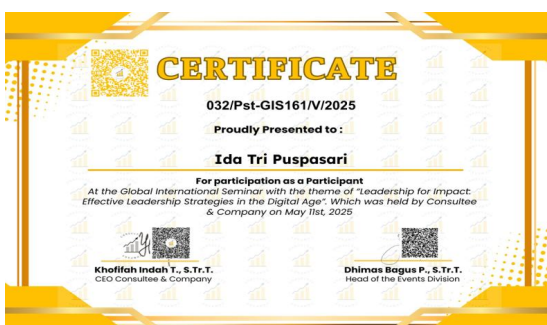 CERTIFICATE
032/Pst-GIS161/V/2025
Proudly Presented to :
Ida Tri Puspasari
For participation as a Participant
At the Global International Seminar with the theme of "Leadership for Impact:
Effective Leadership Strategies in the Digital Age". Which was held by Consultee
& Company on May 11st, 2025
Khofifah Indah T., S.Tr.T.
CEO Consultee & Company
Dhimas Bagus P., S.Tr.T.
Head of the Events Division